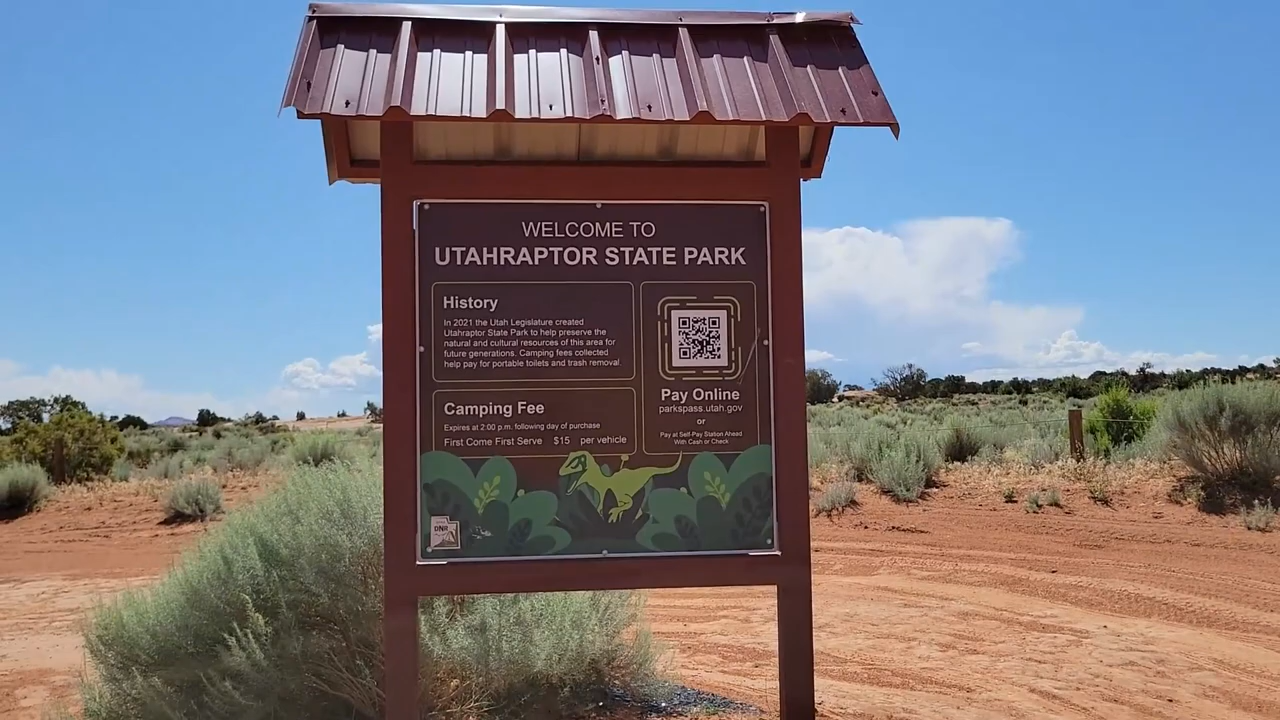 WELCOME TO
UTAHRAPTOR STATE PARK
History
In 2021 the Utah Legislature created
Utahraptor State Park to help preserve the
natural and cultural resources of this area for
future generations. Camping fees collected
help pay for portable toilets and trash removal.
Camping Fee
Expires at 2:00 p.m. following day of purchase
First Come First Serve $15 per vehicle
Pay Online
parkspass.utah.gov
or
Pay at Self-Pay Station Ahead
With Cash or Check
DNR